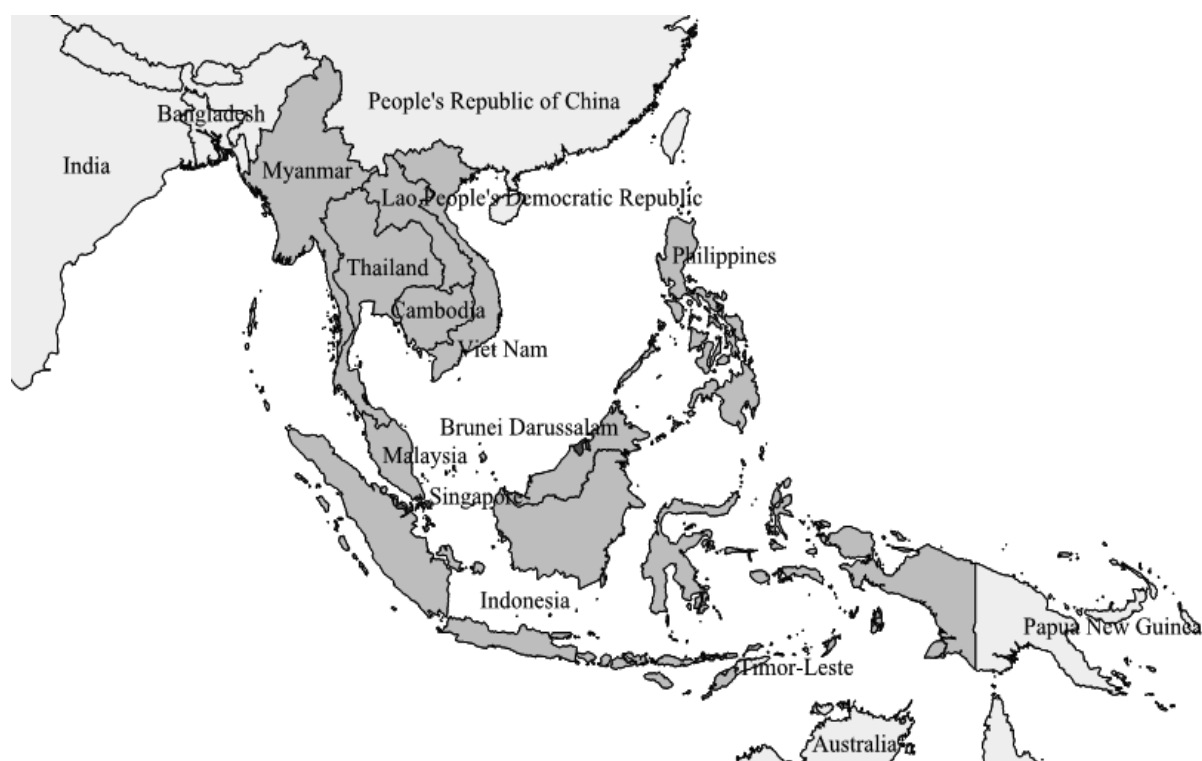 People's Republic of China
Bangladesh
India
Myanmar
Lao People's Democratic Republic
Philippines
Thailand
Cambodia
Viet Nam
Brunei Darussalam
Malaysia
Singapore
Indonesia
Papua New Guinea
Timor-Leste
Australia